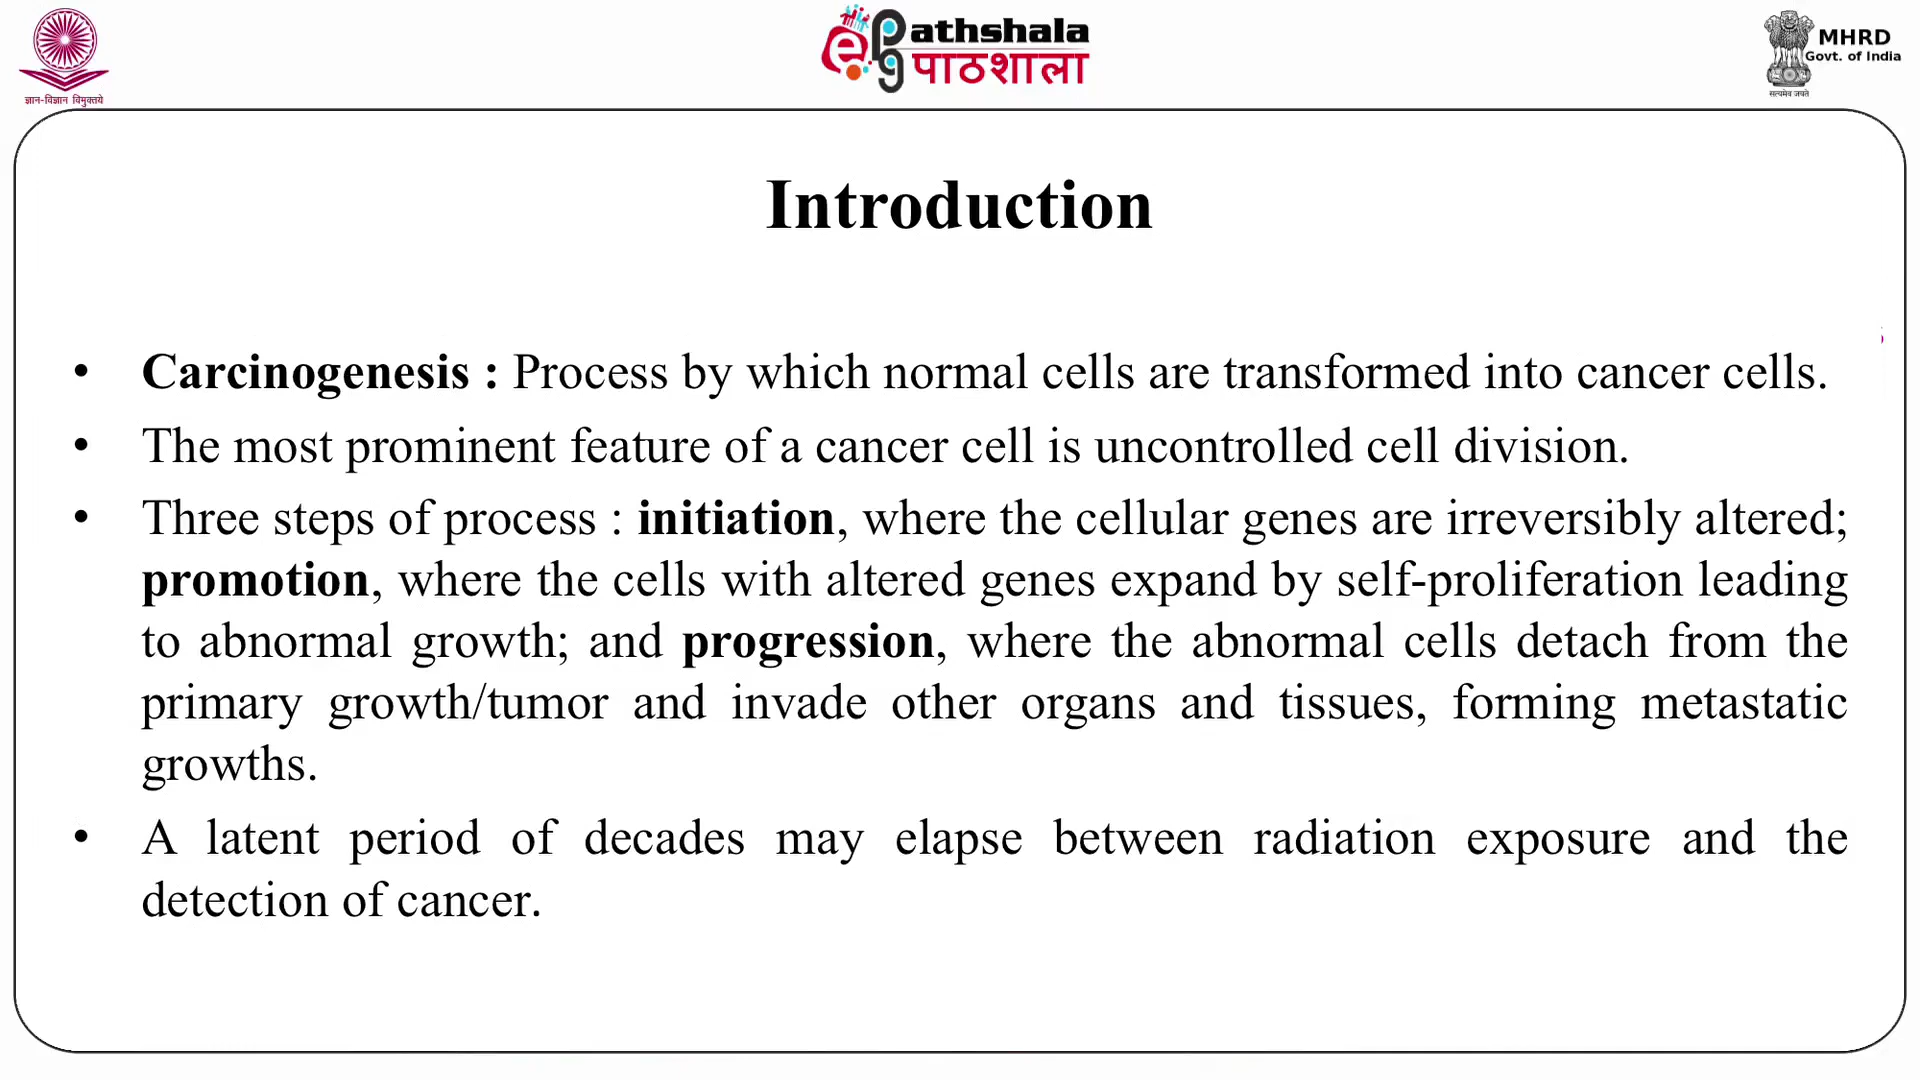 ज्ञान-विज्ञान विमुक्तये
ePG Pathshala
पाठशाला
MHRD
Govt. of India
सत्यमेव जयते
Introduction
• Carcinogenesis : Process by which normal cells are transformed into cancer cells.
• The most prominent feature of a cancer cell is uncontrolled cell division.
• Three steps of process : initiation, where the cellular genes are irreversibly altered;
promotion, where the cells with altered genes expand by self-proliferation leading
to abnormal growth; and progression, where the abnormal cells detach from the
primary growth/tumor and invade other organs and tissues, forming metastatic
growths.
• A latent period of decades may elapse between radiation exposure and the
detection of cancer.